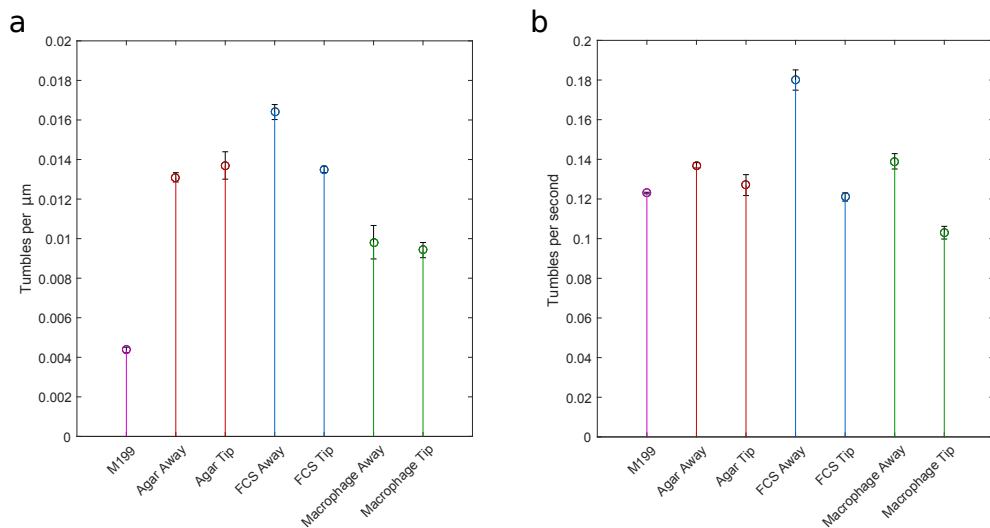 a
0.02
0.018
0.016
0.014
0.012
0.01
0.008
0.006
0.004
0.002
0
Tumbles per µm
M199
Agar Away
Agar Tip
FCS Away
FCS Tip
Macrophage Away
Macrophage Tip
b
0.2
0.18
0.16
0.14
0.12
0.1
0.08
0.06
0.04
0.02
0
Tumbles per second
M199
Agar Away
Agar Tip
FCS Away
FCS Tip
Macrophage Away
Macrophage Tip